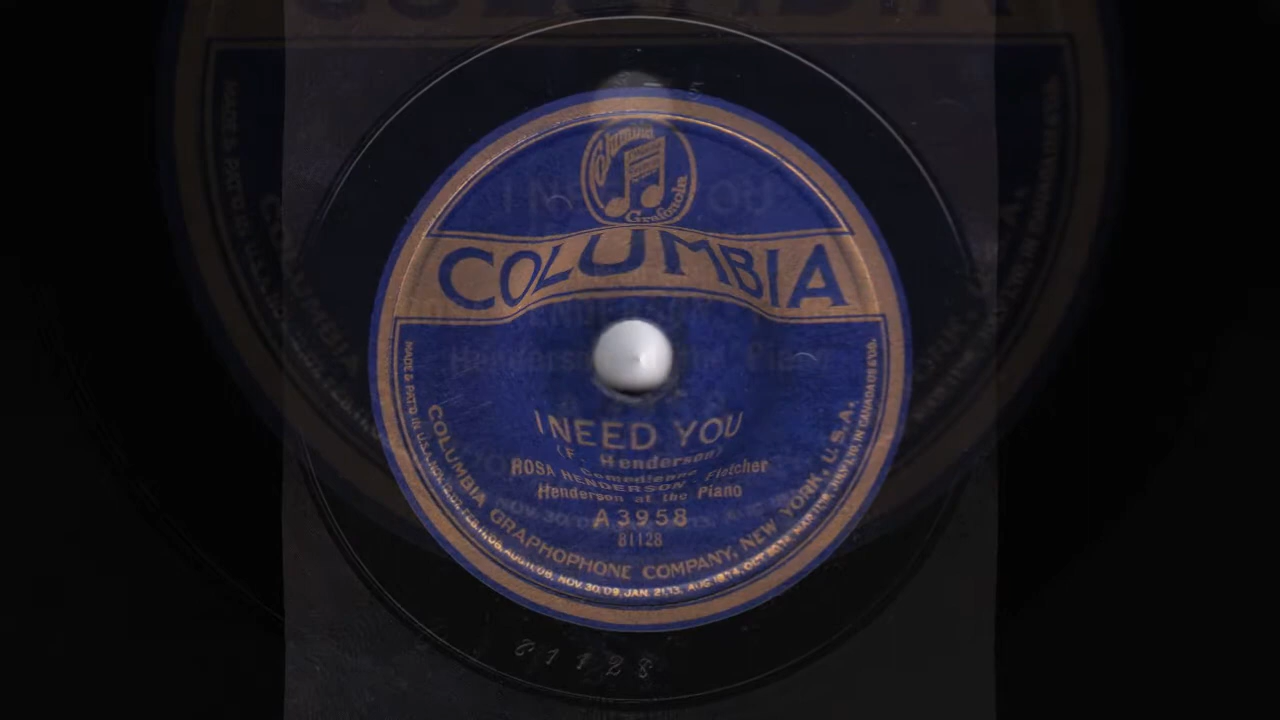 Columbia
Grafonola
COLUMBIA
I NEED YOU
(F. Henderson)
ROSA HENDERSON Comedienne Fletcher
Henderson at the Piano
A3958
81128
COLUMBIA GRAPHOPHONE COMPANY, NEW YORK, U.S.A.
81128